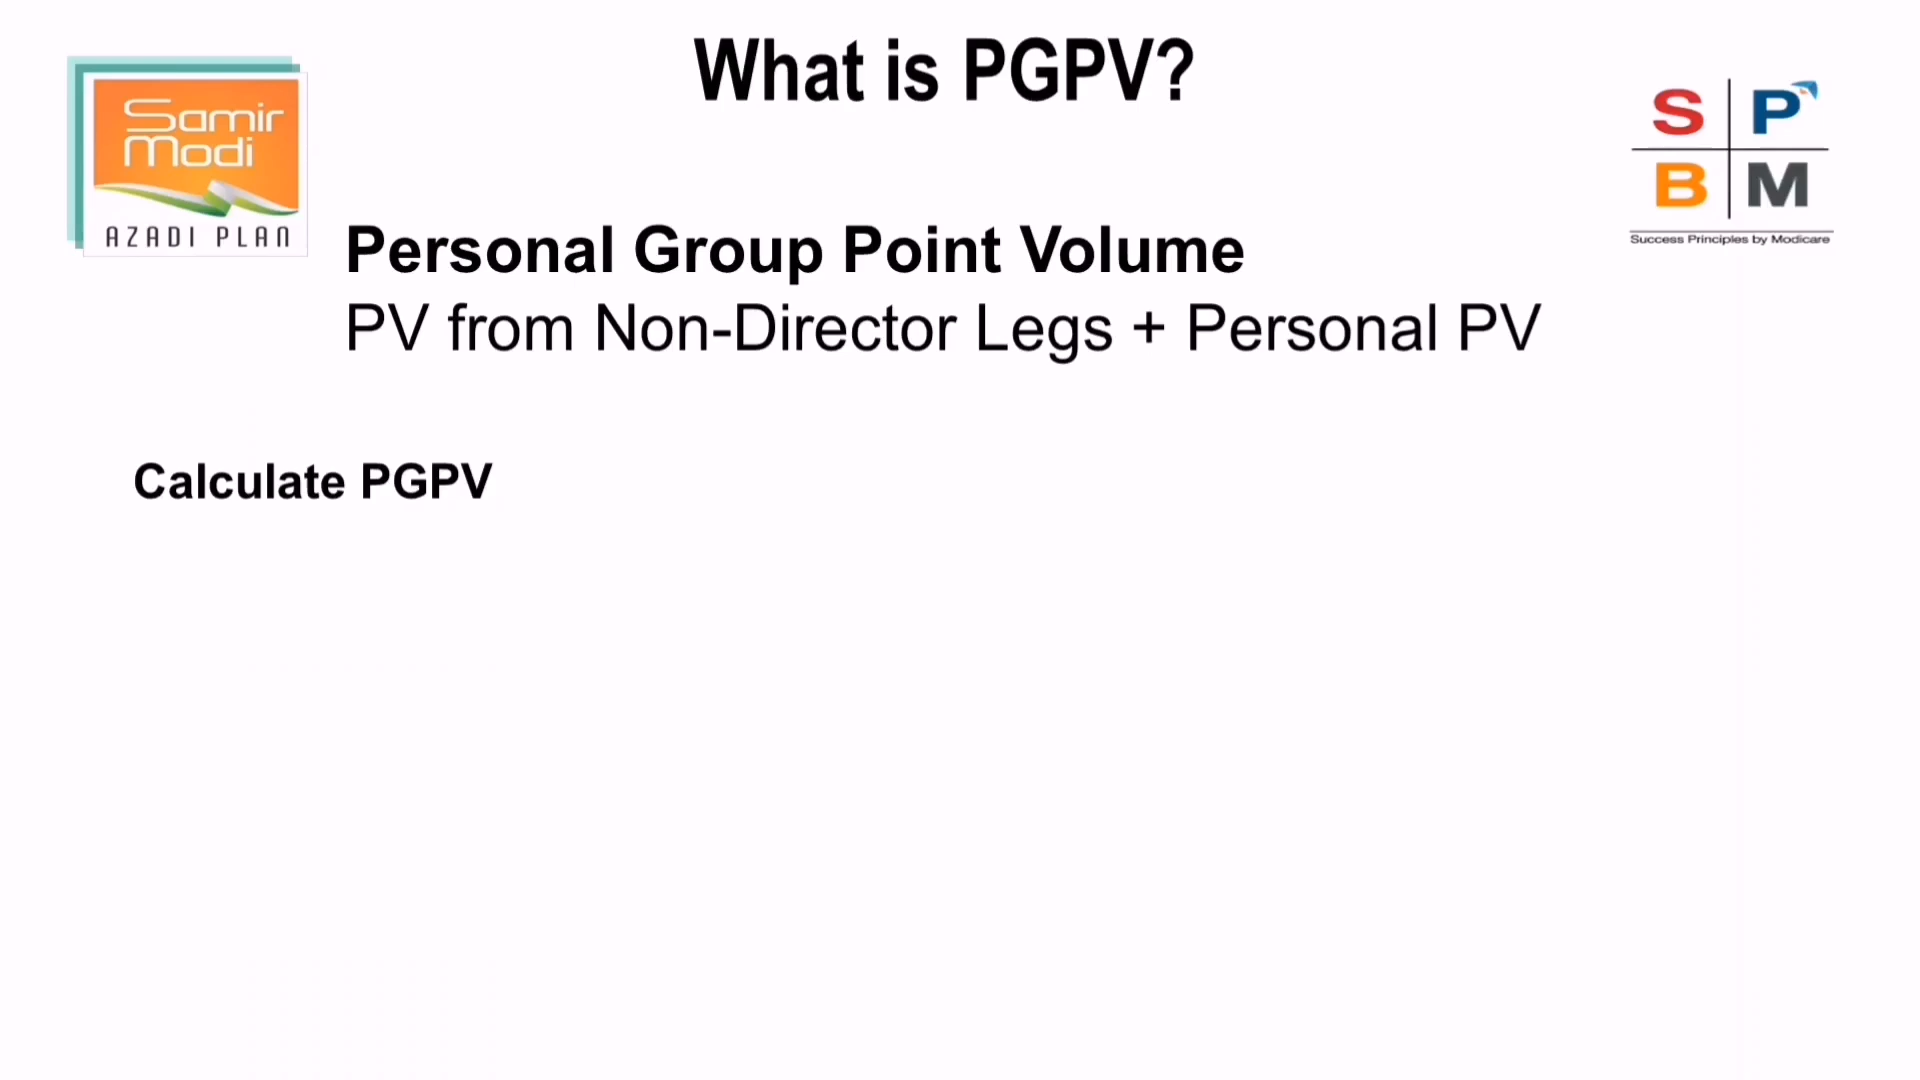 What is PGPV?
Samir
Modi
AZADI PLAN
S P
B M
Success Principles by Modicare
Personal Group Point Volume
PV from Non-Director Legs + Personal PV
Calculate PGPV